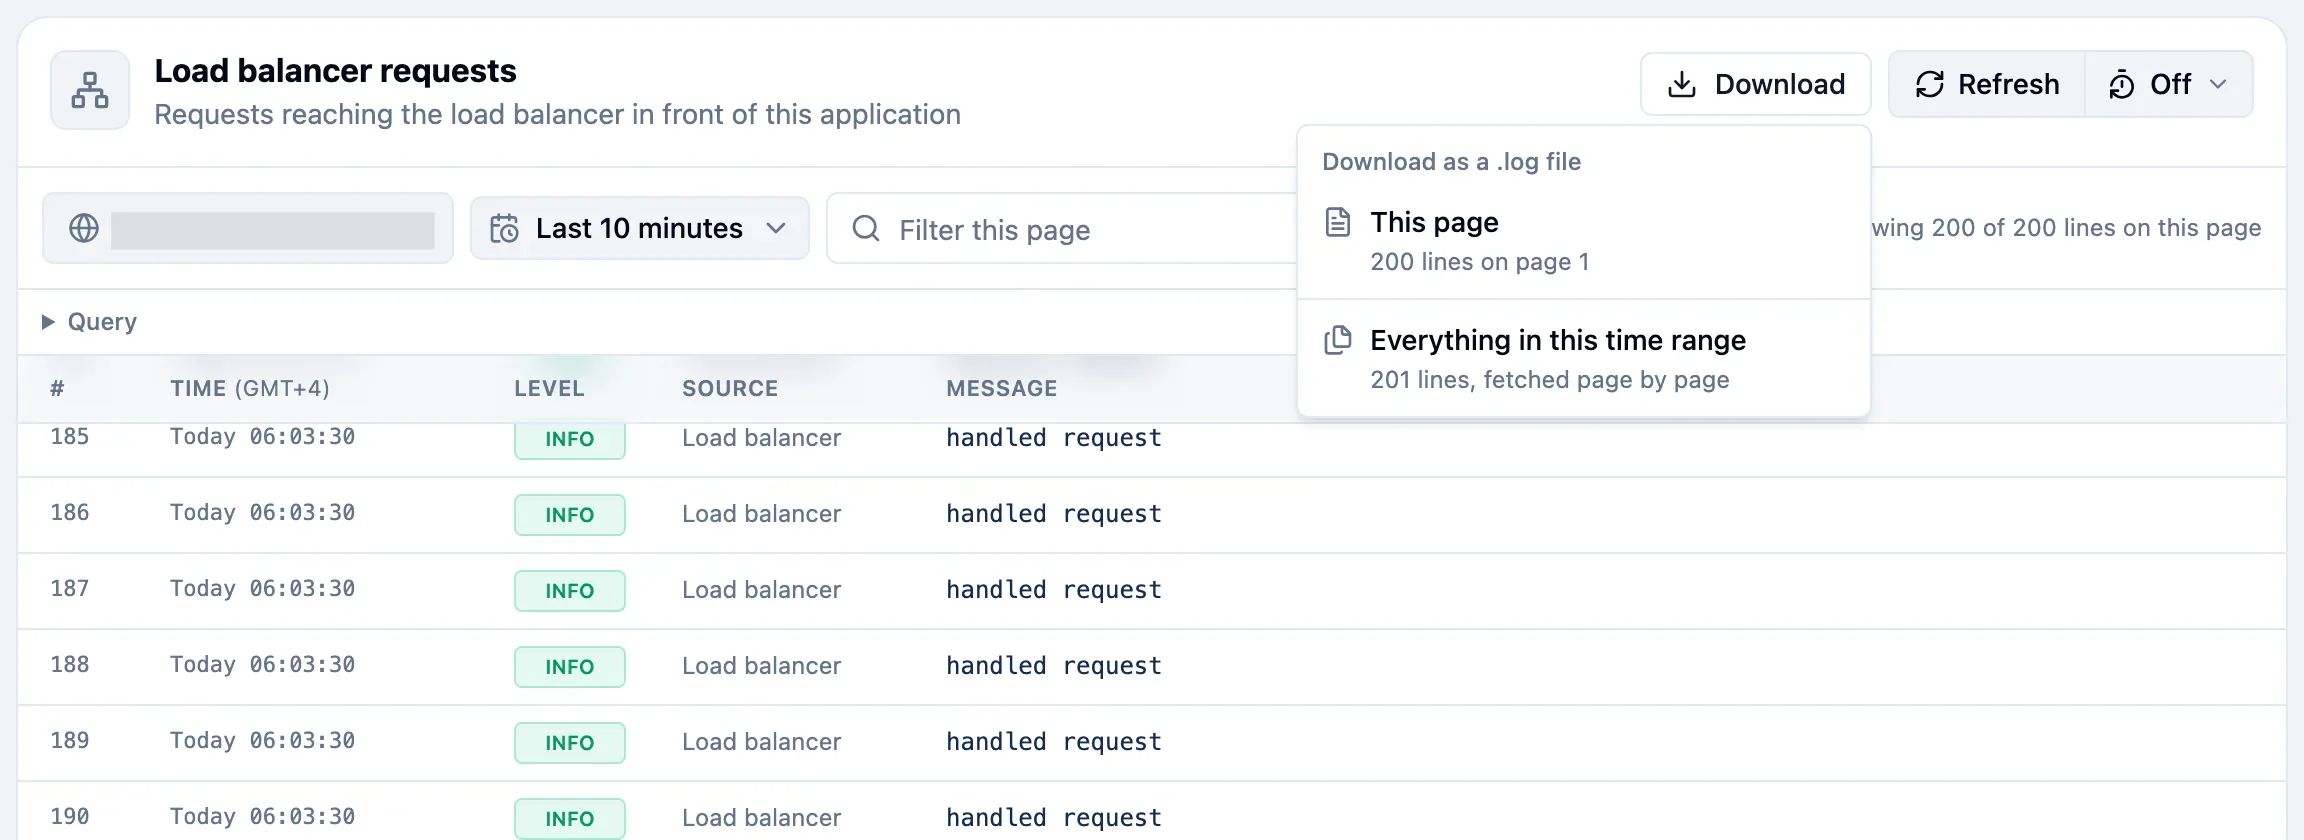 Load balancer requests
Requests reaching the load balancer in front of this application
Download
Refresh
Off
Download as a .log file
This page
200 lines on page 1
Everything in this time range
201 lines, fetched page by page
Last 10 minutes
Filter this page
wing 200 of 200 lines on this page
Query
# TIME (GMT+4) LEVEL SOURCE MESSAGE
185 Today 06:03:30 INFO Load balancer handled request
186 Today 06:03:30 INFO Load balancer handled request
187 Today 06:03:30 INFO Load balancer handled request
188 Today 06:03:30 INFO Load balancer handled request
189 Today 06:03:30 INFO Load balancer handled request
190 Today 06:03:30 INFO Load balancer handled request